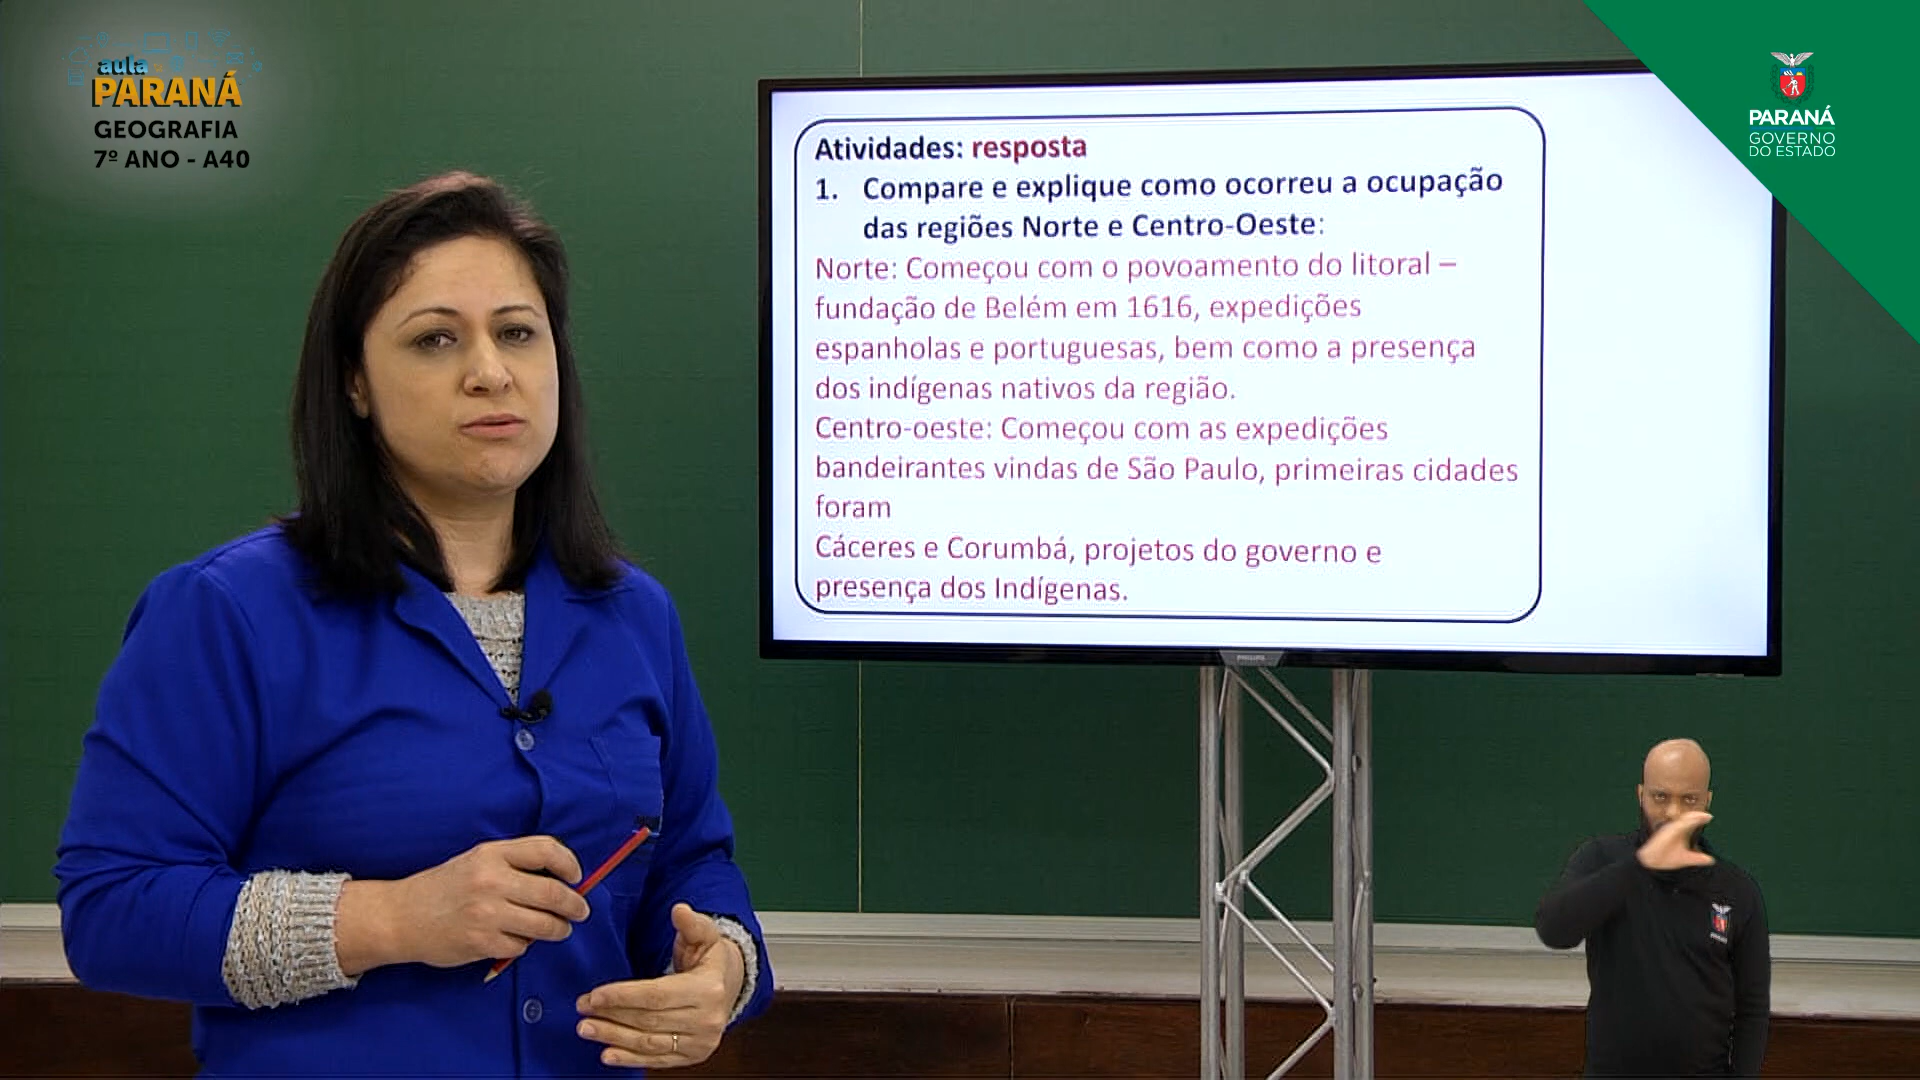 aula
PARANÁ
GEOGRAFIA
7º ANO - A40
PARANÁ
GOVERNO
DO ESTADO
Atividades: resposta
1. Compare e explique como ocorreu a ocupação
das regiões Norte e Centro-Oeste:
Norte: Começou com o povoamento do litoral –
fundação de Belém em 1616, expedições
espanholas e portuguesas, bem como a presença
dos indígenas nativos da região.
Centro-oeste: Começou com as expedições
bandeirantes vindas de São Paulo, primeiras cidades
foram
Cáceres e Corumbá, projetos do governo e
presença dos Indígenas.
PHILIPS